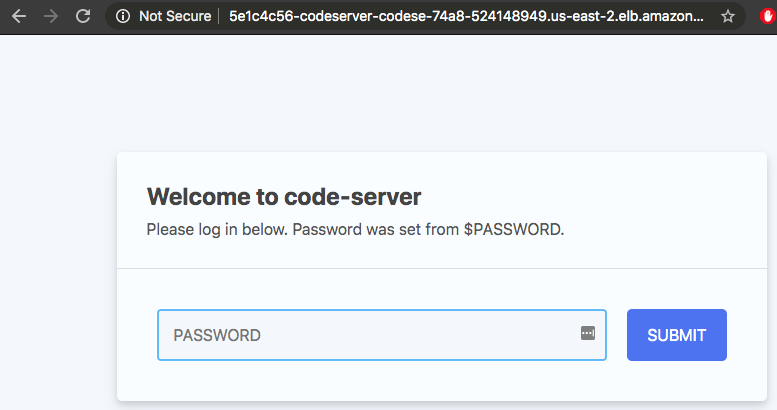 Not Secure | 5e1c4c56-codeserver-codese-74a8-524148949.us-east-2.elb.amazon...
Welcome to code-server
Please log in below. Password was set from $PASSWORD.
PASSWORD
SUBMIT